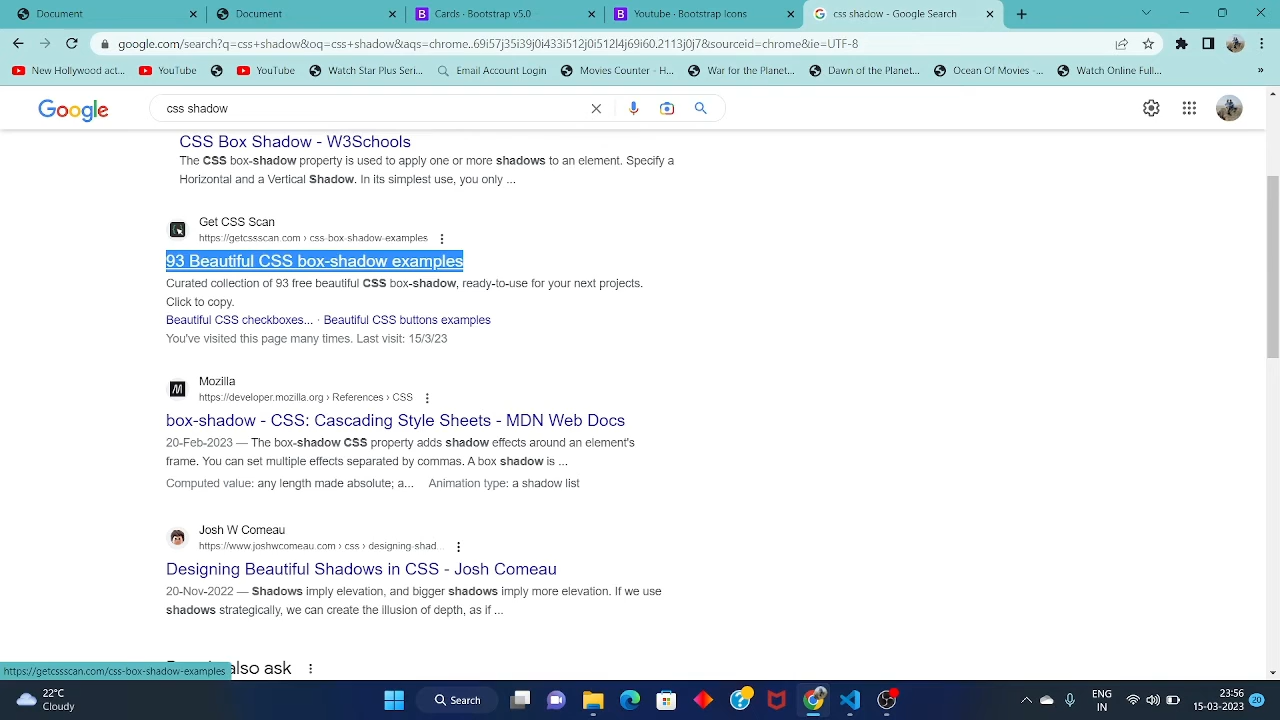 Document
Document
Cards · Bootstrap v5.0
Youtube · Bootstrap Icons
css shadow - Google Search
google.com/search?q=css+shadow&oq=css+shadow&aqs=chrome..69i57j35i39j0i433i512j0i512l4j69i60.2113j0j7&sourceid=chrome&ie=UTF-8
New Hollywood act...
YouTube
YouTube
Watch Star Plus Seri...
Email Account Login
Movies Counter - H...
War for the Planet...
Dawn of the Planet...
Ocean Of Movies -...
Watch Online Full...
»
Google
css shadow
CSS Box Shadow - W3Schools
The CSS box-shadow property is used to apply one or more shadows to an element. Specify a
Horizontal and a Vertical Shadow. In its simplest use, you only ...
Get CSS Scan
https://getcssscan.com › css-box-shadow-examples
93 Beautiful CSS box-shadow examples
Curated collection of 93 free beautiful CSS box-shadow, ready-to-use for your next projects.
Click to copy.
Beautiful CSS checkboxes... · Beautiful CSS buttons examples
You've visited this page many times. Last visit: 15/3/23
Mozilla
https://developer.mozilla.org › References › CSS
box-shadow - CSS: Cascading Style Sheets - MDN Web Docs
20-Feb-2023 — The box-shadow CSS property adds shadow effects around an element's
frame. You can set multiple effects separated by commas. A box shadow is ...
Computed value: any length made absolute; a... Animation type: a shadow list
Josh W Comeau
https://www.joshwcomeau.com › css › designing-shad...
Designing Beautiful Shadows in CSS - Josh Comeau
20-Nov-2022 — Shadows imply elevation, and bigger shadows imply more elevation. If we use
shadows strategically, we can create the illusion of depth, as if ...
also ask
https://getcssscan.com/css-box-shadow-examples
22°C
Cloudy
Search
ENG
IN
23:56
15-03-2023
20